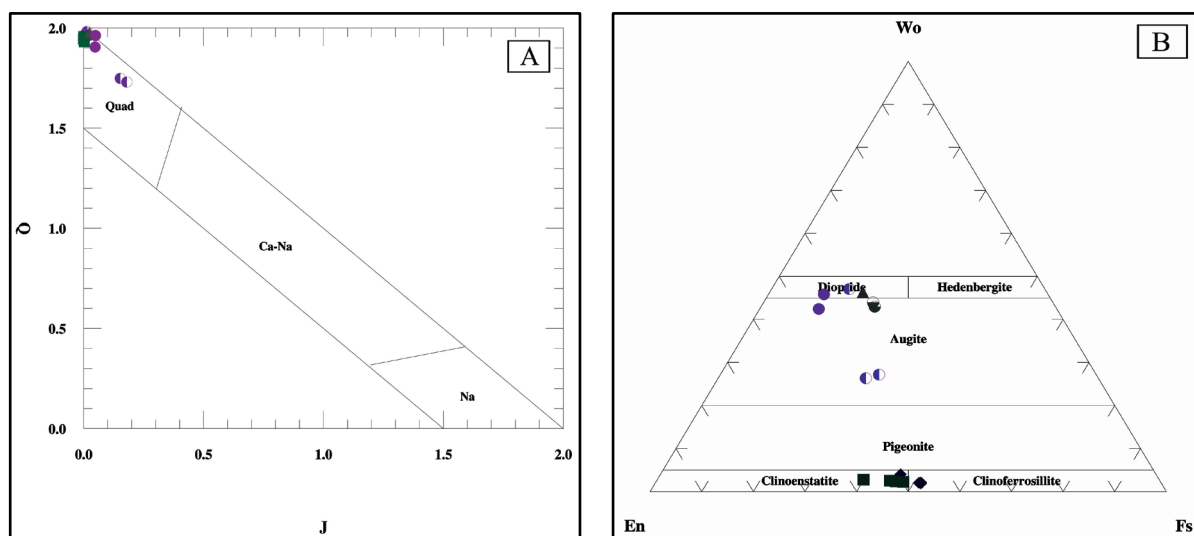 A
2.0
Quad
1.5
1.0
Q
Ca-Na
0.5
Na
0.0
0.0
0.5
1.0
1.5
2.0
J
B
Wo
Diopside
Hedenbergite
Augite
Pigeonite
Clinoenstatite
Clinoferrosillite
En
Fs